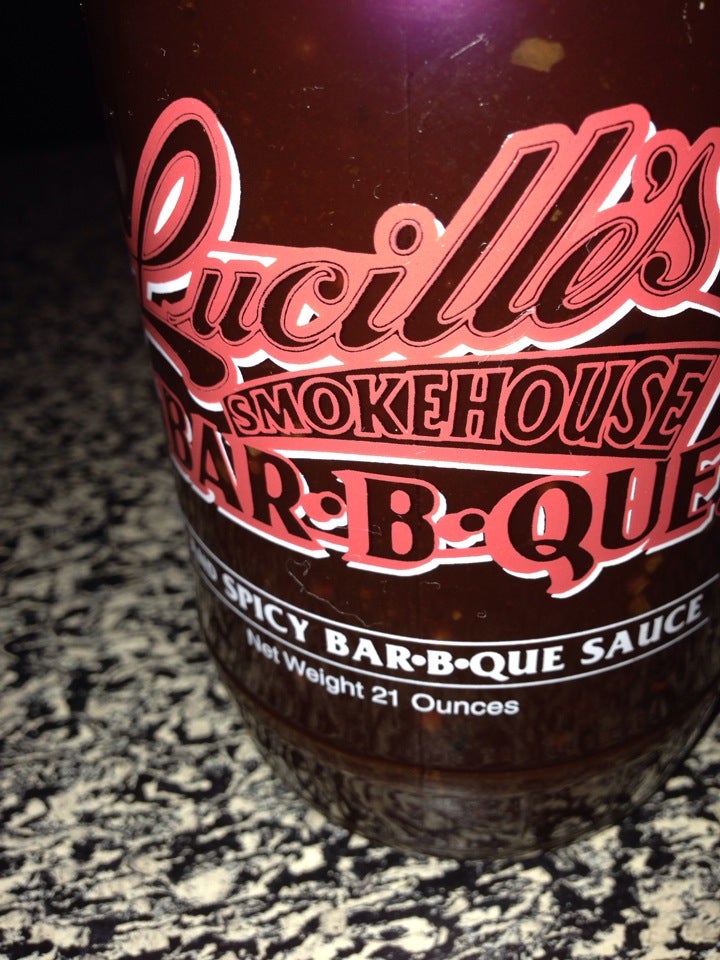 Lucille's
SMOKEHOUSE
BAR•B•QUE
SPICY BAR•B•QUE SAUCE
Net Weight 21 Ounces